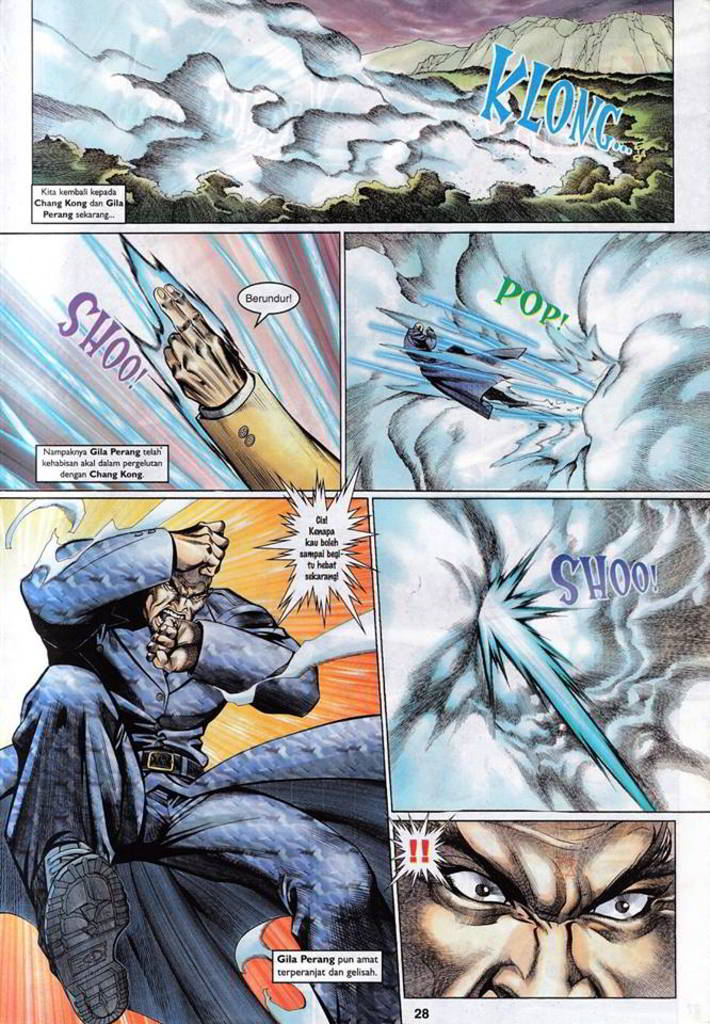 KLONG...
Kita kembali kepada
Chang Kong dan Gila
Perang sekarang...
SHOO!
Berundur!
Nampaknya Gila Perang telah
kehabisan akal dalam pergelutan
dengan Chang Kong.
POP!
Cis!
Kenapa
kau boleh
sampai begi-
tu hebat
sekarang!
SHOO!
Gila Perang pun amat
terperanjat dan gelisah.
!!
28